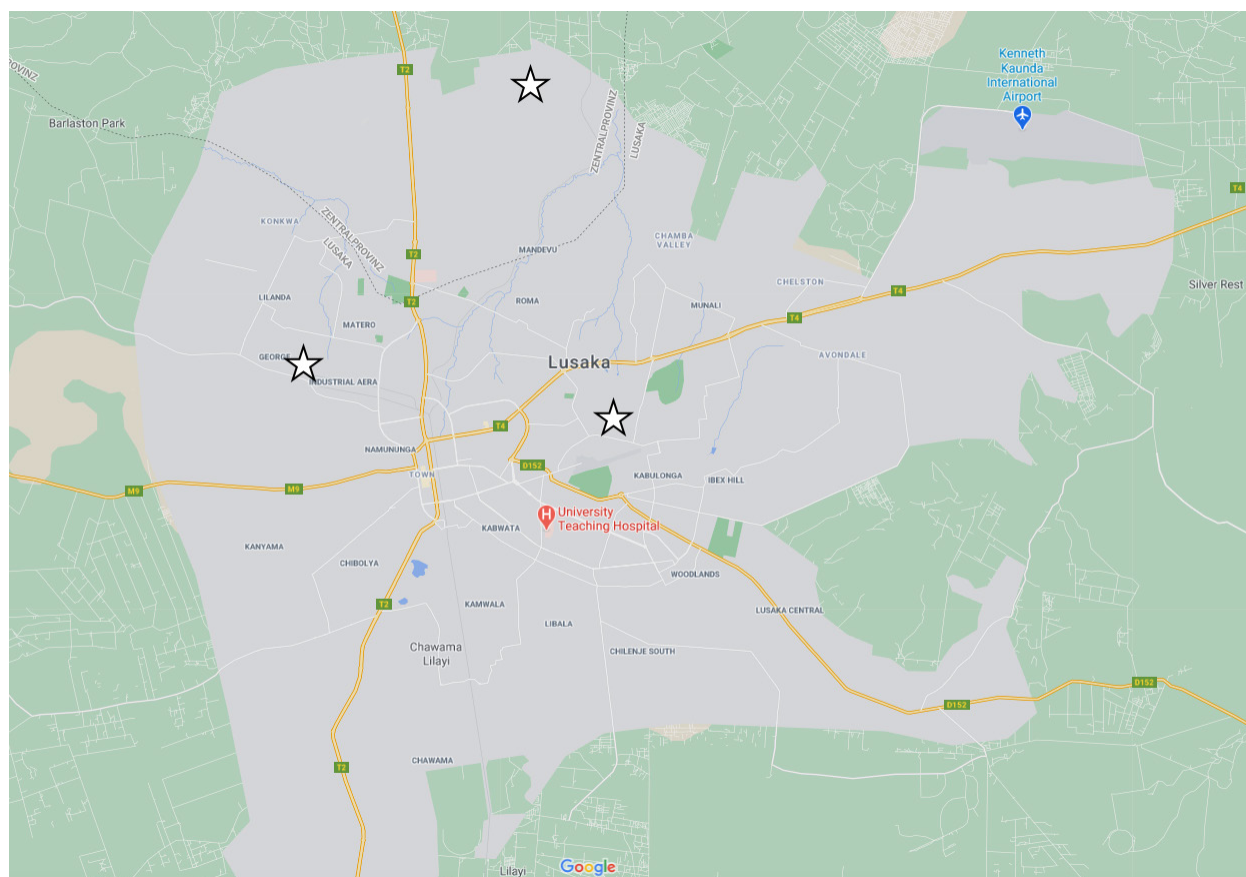 T2
Kenneth
Kaunda
International
Airport
PROVINZ
Barlaston Park
ZENTRALPROVINZ
LUSAKA
T4
KONKWA
ZENTRALPROVINZ
LUSAKA
CHAMBA
VALLEY
MANDEVU
T2
CHELSTON
Silver Rest
LILANDA
T2
ROMA
MUNALI
T4
T4
MATERO
GEORGE
Lusaka
AVONDALE
INDUSTRIAL AERA
T4
NAMUNUNGA
TOWN
D152
KABULONGA
IBEX HILL
M9
M9
H University
Teaching Hospital
KABWATA
KANYAMA
CHIBOLYA
WOODLANDS
T2
KAMWALA
LUSAKA CENTRAL
LIBALA
Chawama
Lilayi
CHILENJE SOUTH
D152
D152
CHAWAMA
T2
Google
Lilayi